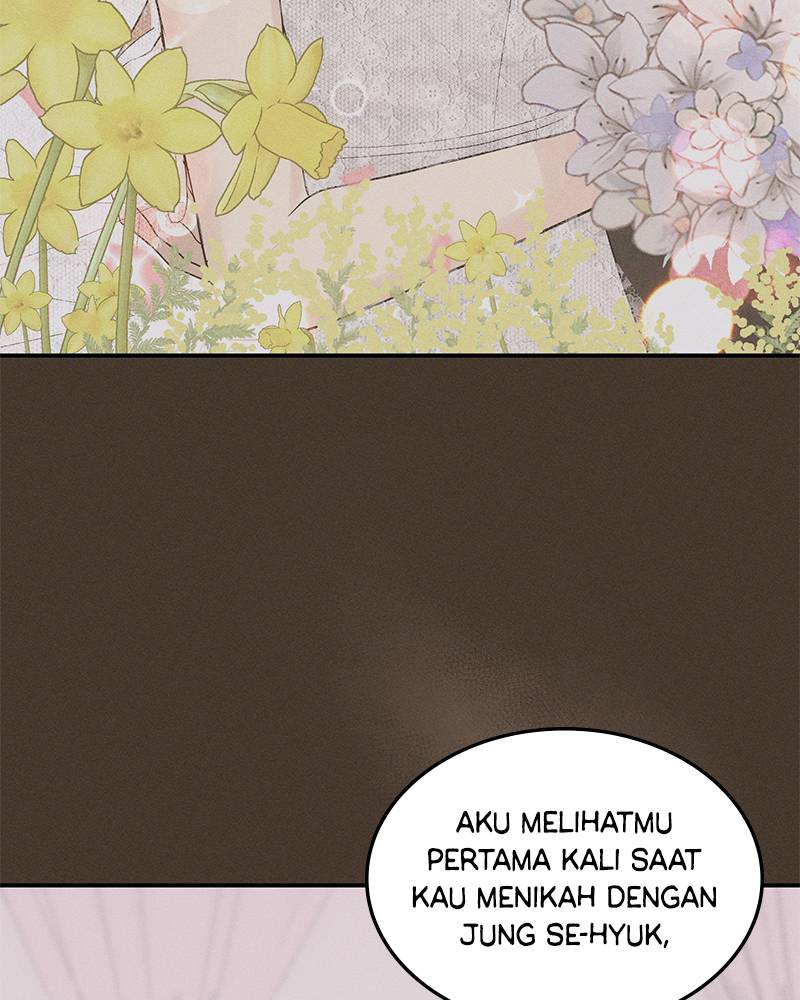 AKU MELIHATMU
PERTAMA KALI SAAT
KAU MENIKAH DENGAN
JUNG SE-HYUK,